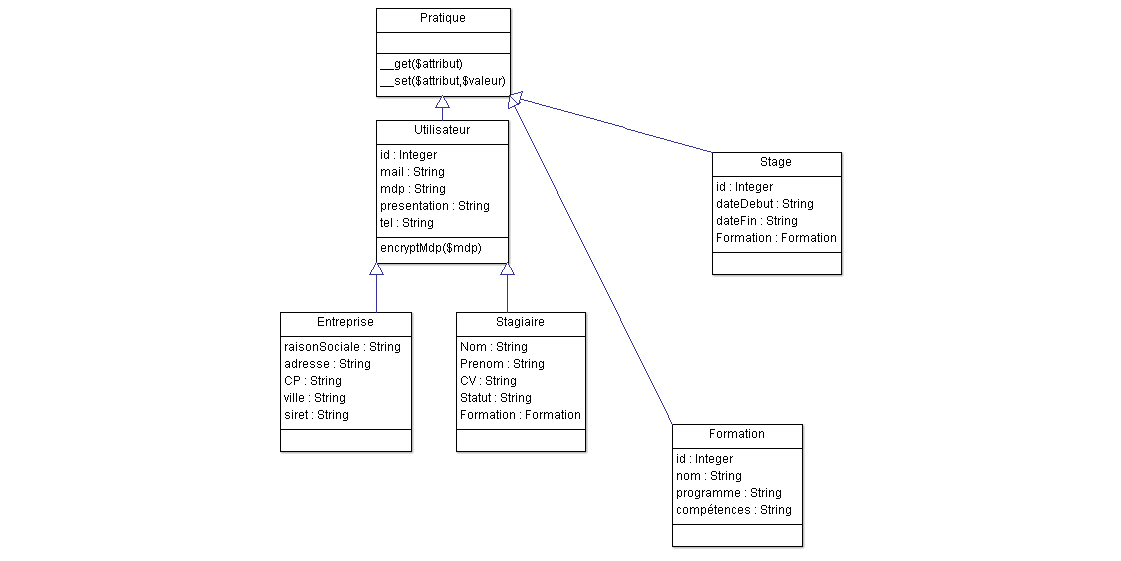 Pratique
__get($attribut)
__set($attribut,$valeur)
Utilisateur
id : Integer
mail : String
mdp : String
presentation : String
tel : String
encryptMdp($mdp)
Stage
id : Integer
dateDebut : String
dateFin : String
Formation : Formation
Entreprise
raisonSociale : String
adresse : String
CP : String
ville : String
siret : String
Stagiaire
Nom : String
Prenom : String
CV : String
Statut : String
Formation : Formation
Formation
id : Integer
nom : String
programme : String
compétences : String